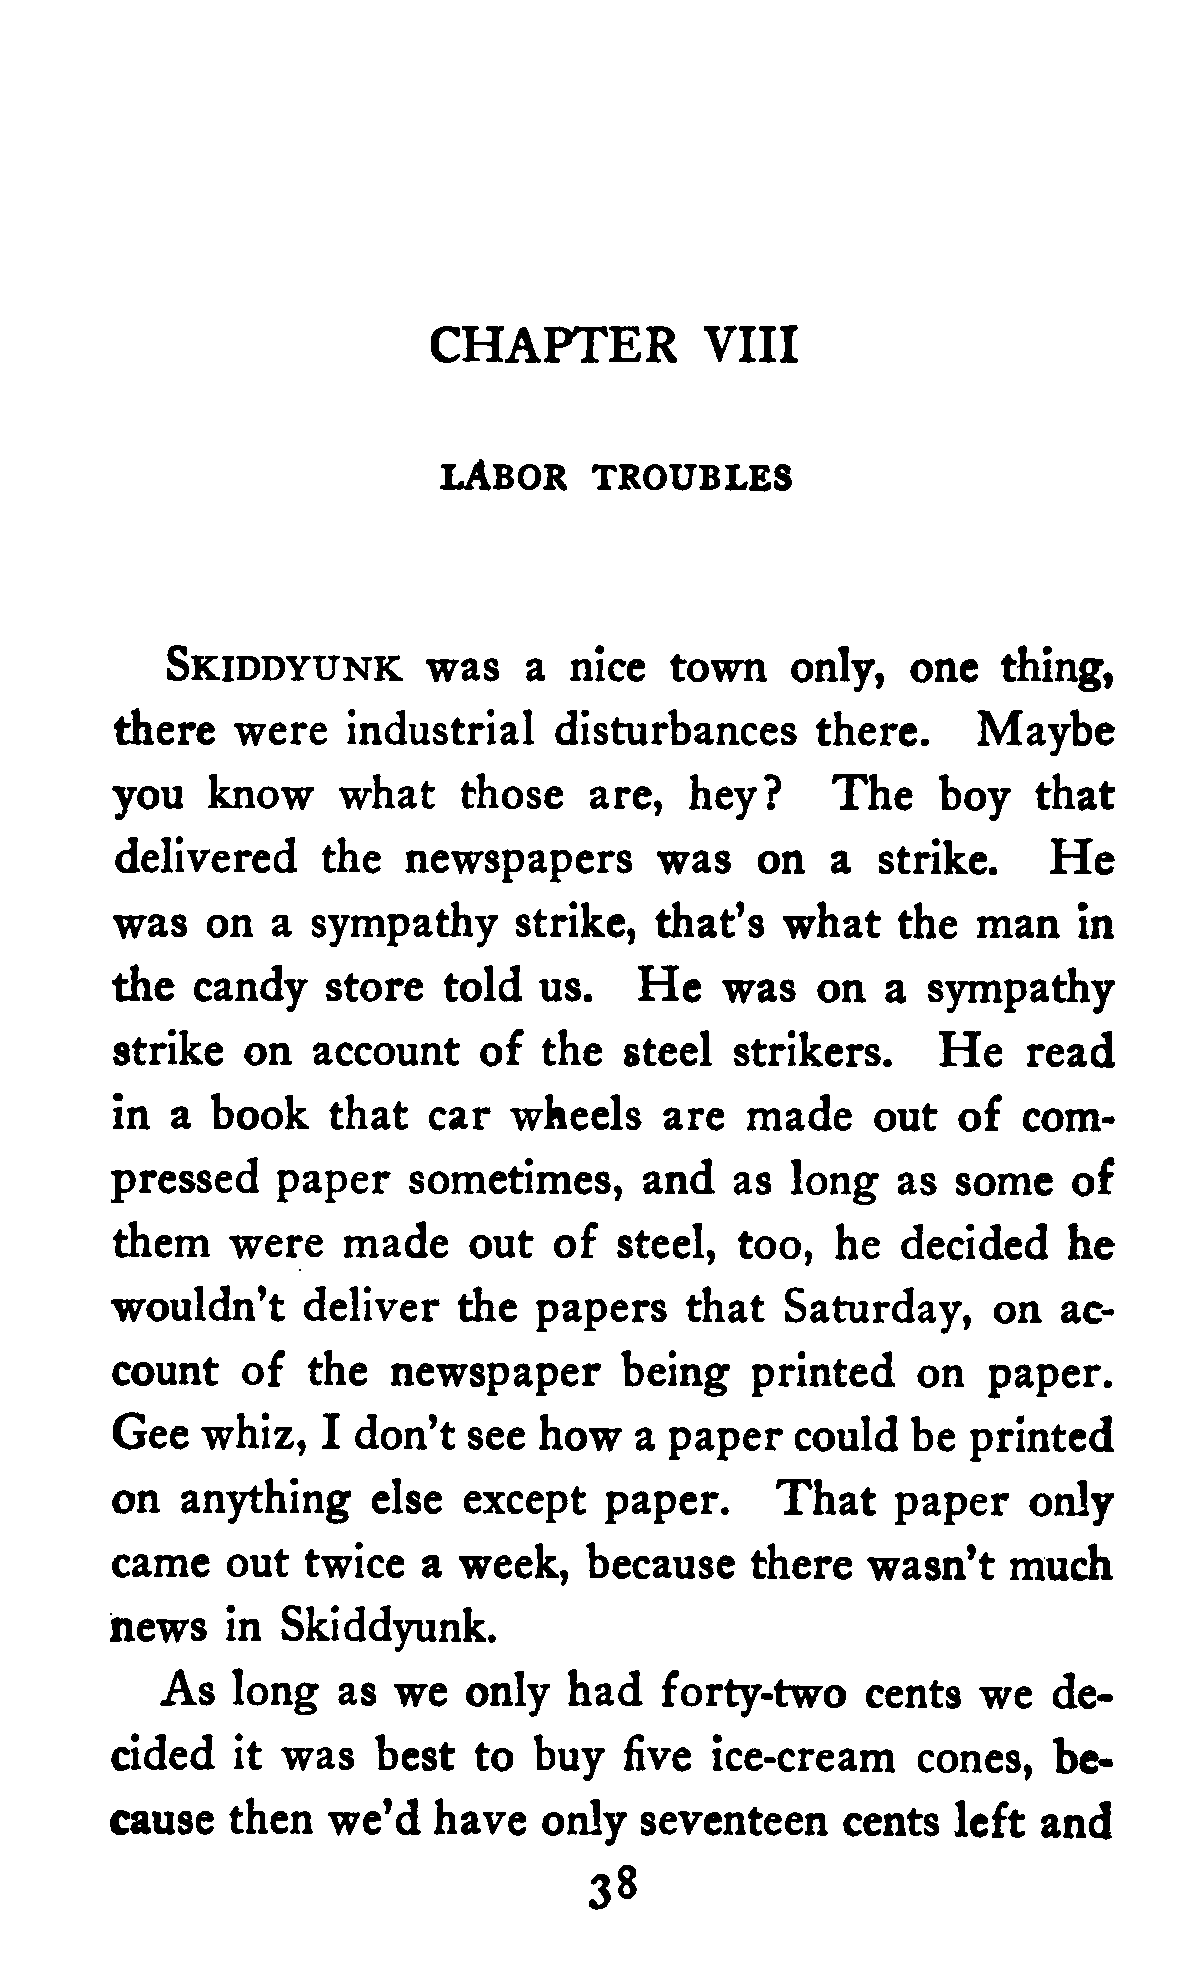 CHAPTER VIII
LABOR TROUBLES
SKIDDYUNK was a nice town only, one thing,
there were industrial disturbances there. Maybe
you know what those are, hey? The boy that
delivered the newspapers was on a strike. He
was on a sympathy strike, that's what the man in
the candy store told us. He was on a sympathy
strike on account of the steel strikers. He read
in a book that car wheels are made out of com-
pressed paper sometimes, and as long as some of
them were made out of steel, too, he decided he
wouldn't deliver the papers that Saturday, on ac-
count of the newspaper being printed on paper.
Gee whiz, I don't see how a paper could be printed
on anything else except paper. That paper only
came out twice a week, because there wasn't much
news in Skiddyunk.
As long as we only had forty-two cents we de-
cided it was best to buy five ice-cream cones, be-
cause then we'd have only seventeen cents left and
38